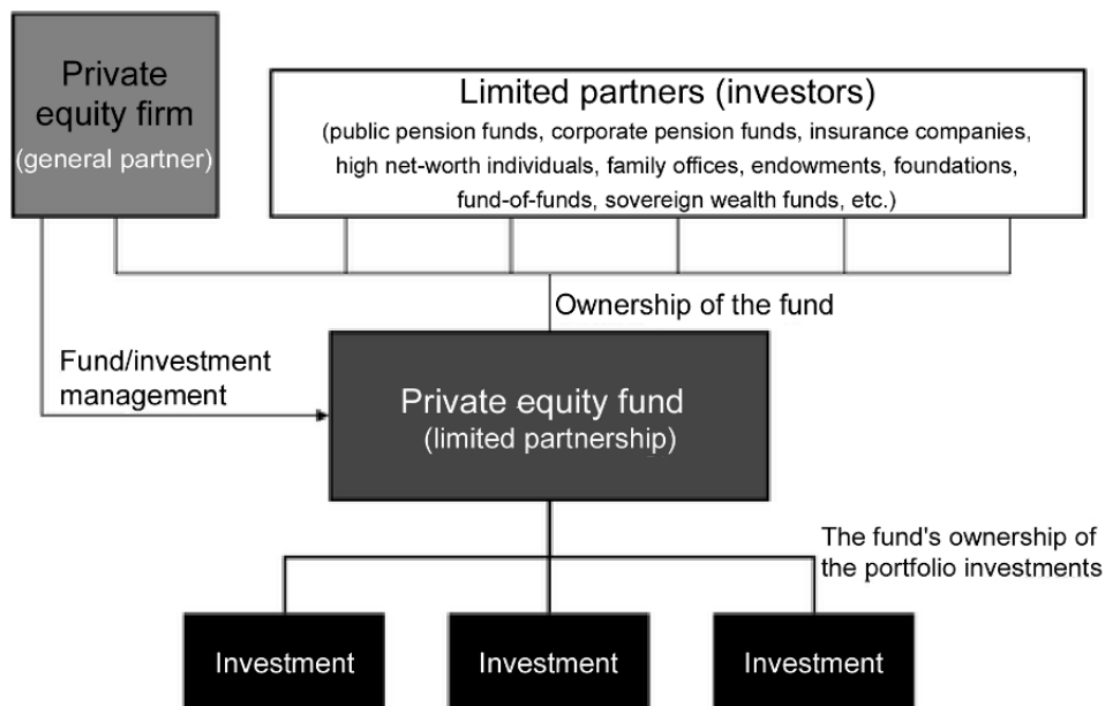 Private
equity firm
(general partner)
Limited partners (investors)
(public pension funds, corporate pension funds, insurance companies,
high net-worth individuals, family offices, endowments, foundations,
fund-of-funds, sovereign wealth funds, etc.)
Ownership of the fund
Fund/investment
management
Private equity fund
(limited partnership)
The fund's ownership of
the portfolio investments
Investment
Investment
Investment